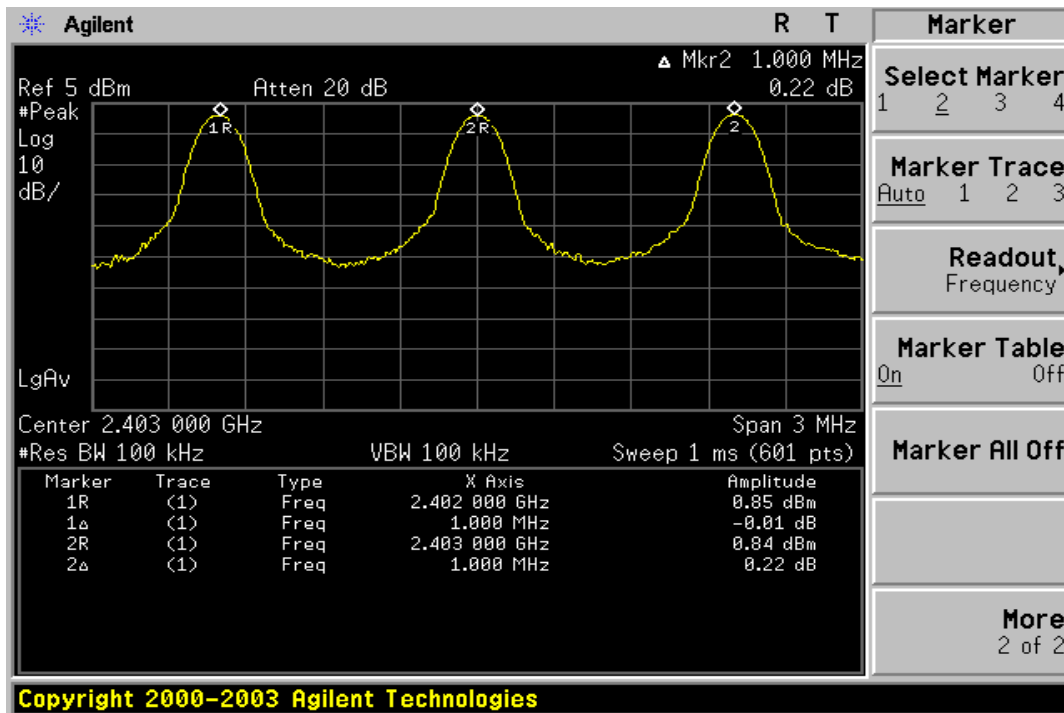 Agilent R T
Δ Mkr2 1.000 MHz
Ref 5 dBm Atten 20 dB 0.22 dB
#Peak
Log
10
dB/
1R 2R 2
LgAv
Center 2.403 000 GHz Span 3 MHz
#Res BW 100 kHz VBW 100 kHz Sweep 1 ms (601 pts)
Marker Trace Type X Axis Amplitude
1R (1) Freq 2.402 000 GHz 0.85 dBm
1Δ (1) Freq 1.000 MHz -0.01 dB
2R (1) Freq 2.403 000 GHz 0.84 dBm
2Δ (1) Freq 1.000 MHz 0.22 dB
Copyright 2000-2003 Agilent Technologies
Marker
Select Marker
1 2 3 4
Marker Trace
Auto 1 2 3
Readout
Frequency
Marker Table
On Off
Marker All Off
More
2 of 2